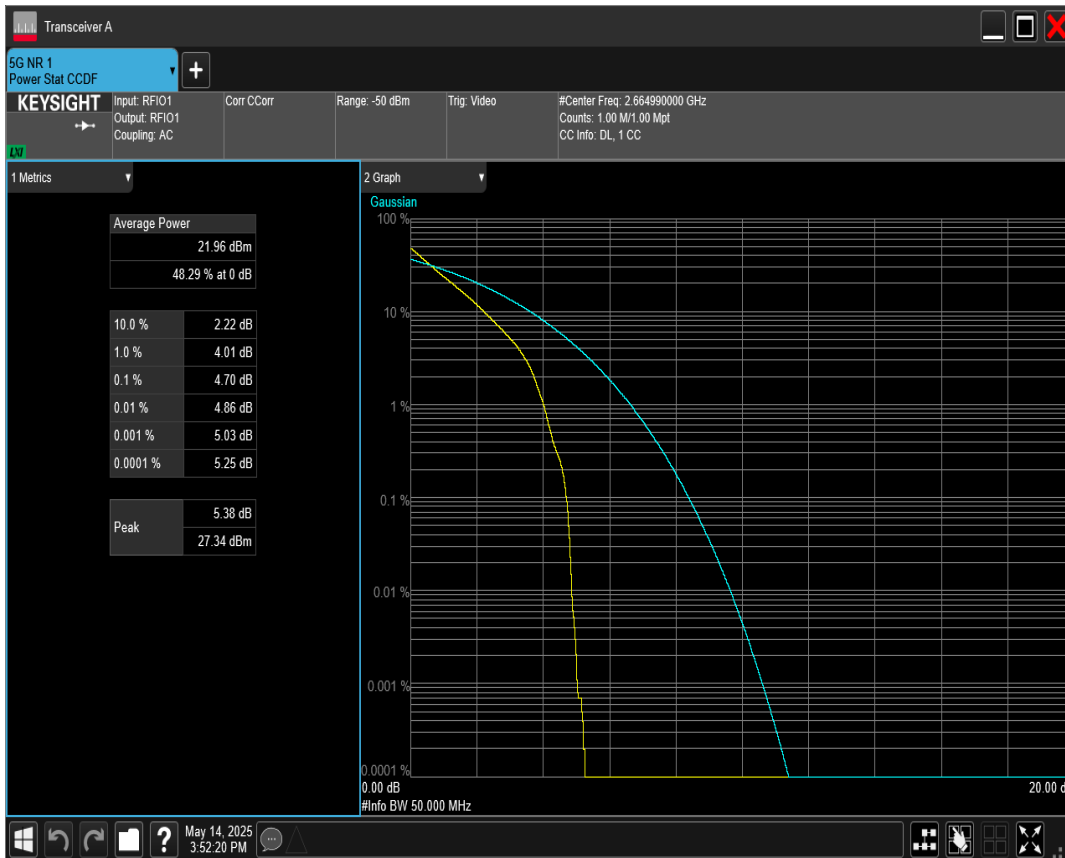 Transceiver A
5G NR 1
Power Stat CCDF
+
KEYSIGHT
LXI
Input: RFIO1
Output: RFIO1
Coupling: AC
Corr CCorr
Range: -50 dBm
Trig: Video
#Center Freq: 2.664990000 GHz
Counts: 1.00 M/1.00 Mpt
CC Info: DL, 1 CC
1 Metrics
Average Power
21.96 dBm
48.29 % at 0 dB
10.0 % 2.22 dB
1.0 % 4.01 dB
0.1 % 4.70 dB
0.01 % 4.86 dB
0.001 % 5.03 dB
0.0001 % 5.25 dB
Peak
5.38 dB
27.34 dBm
2 Graph
Gaussian
100 %
10 %
1 %
0.1 %
0.01 %
0.001 %
0.0001 %
0.00 dB 20.00 d
#Info BW 50.000 MHz
?
May 14, 2025
3:52:20 PM